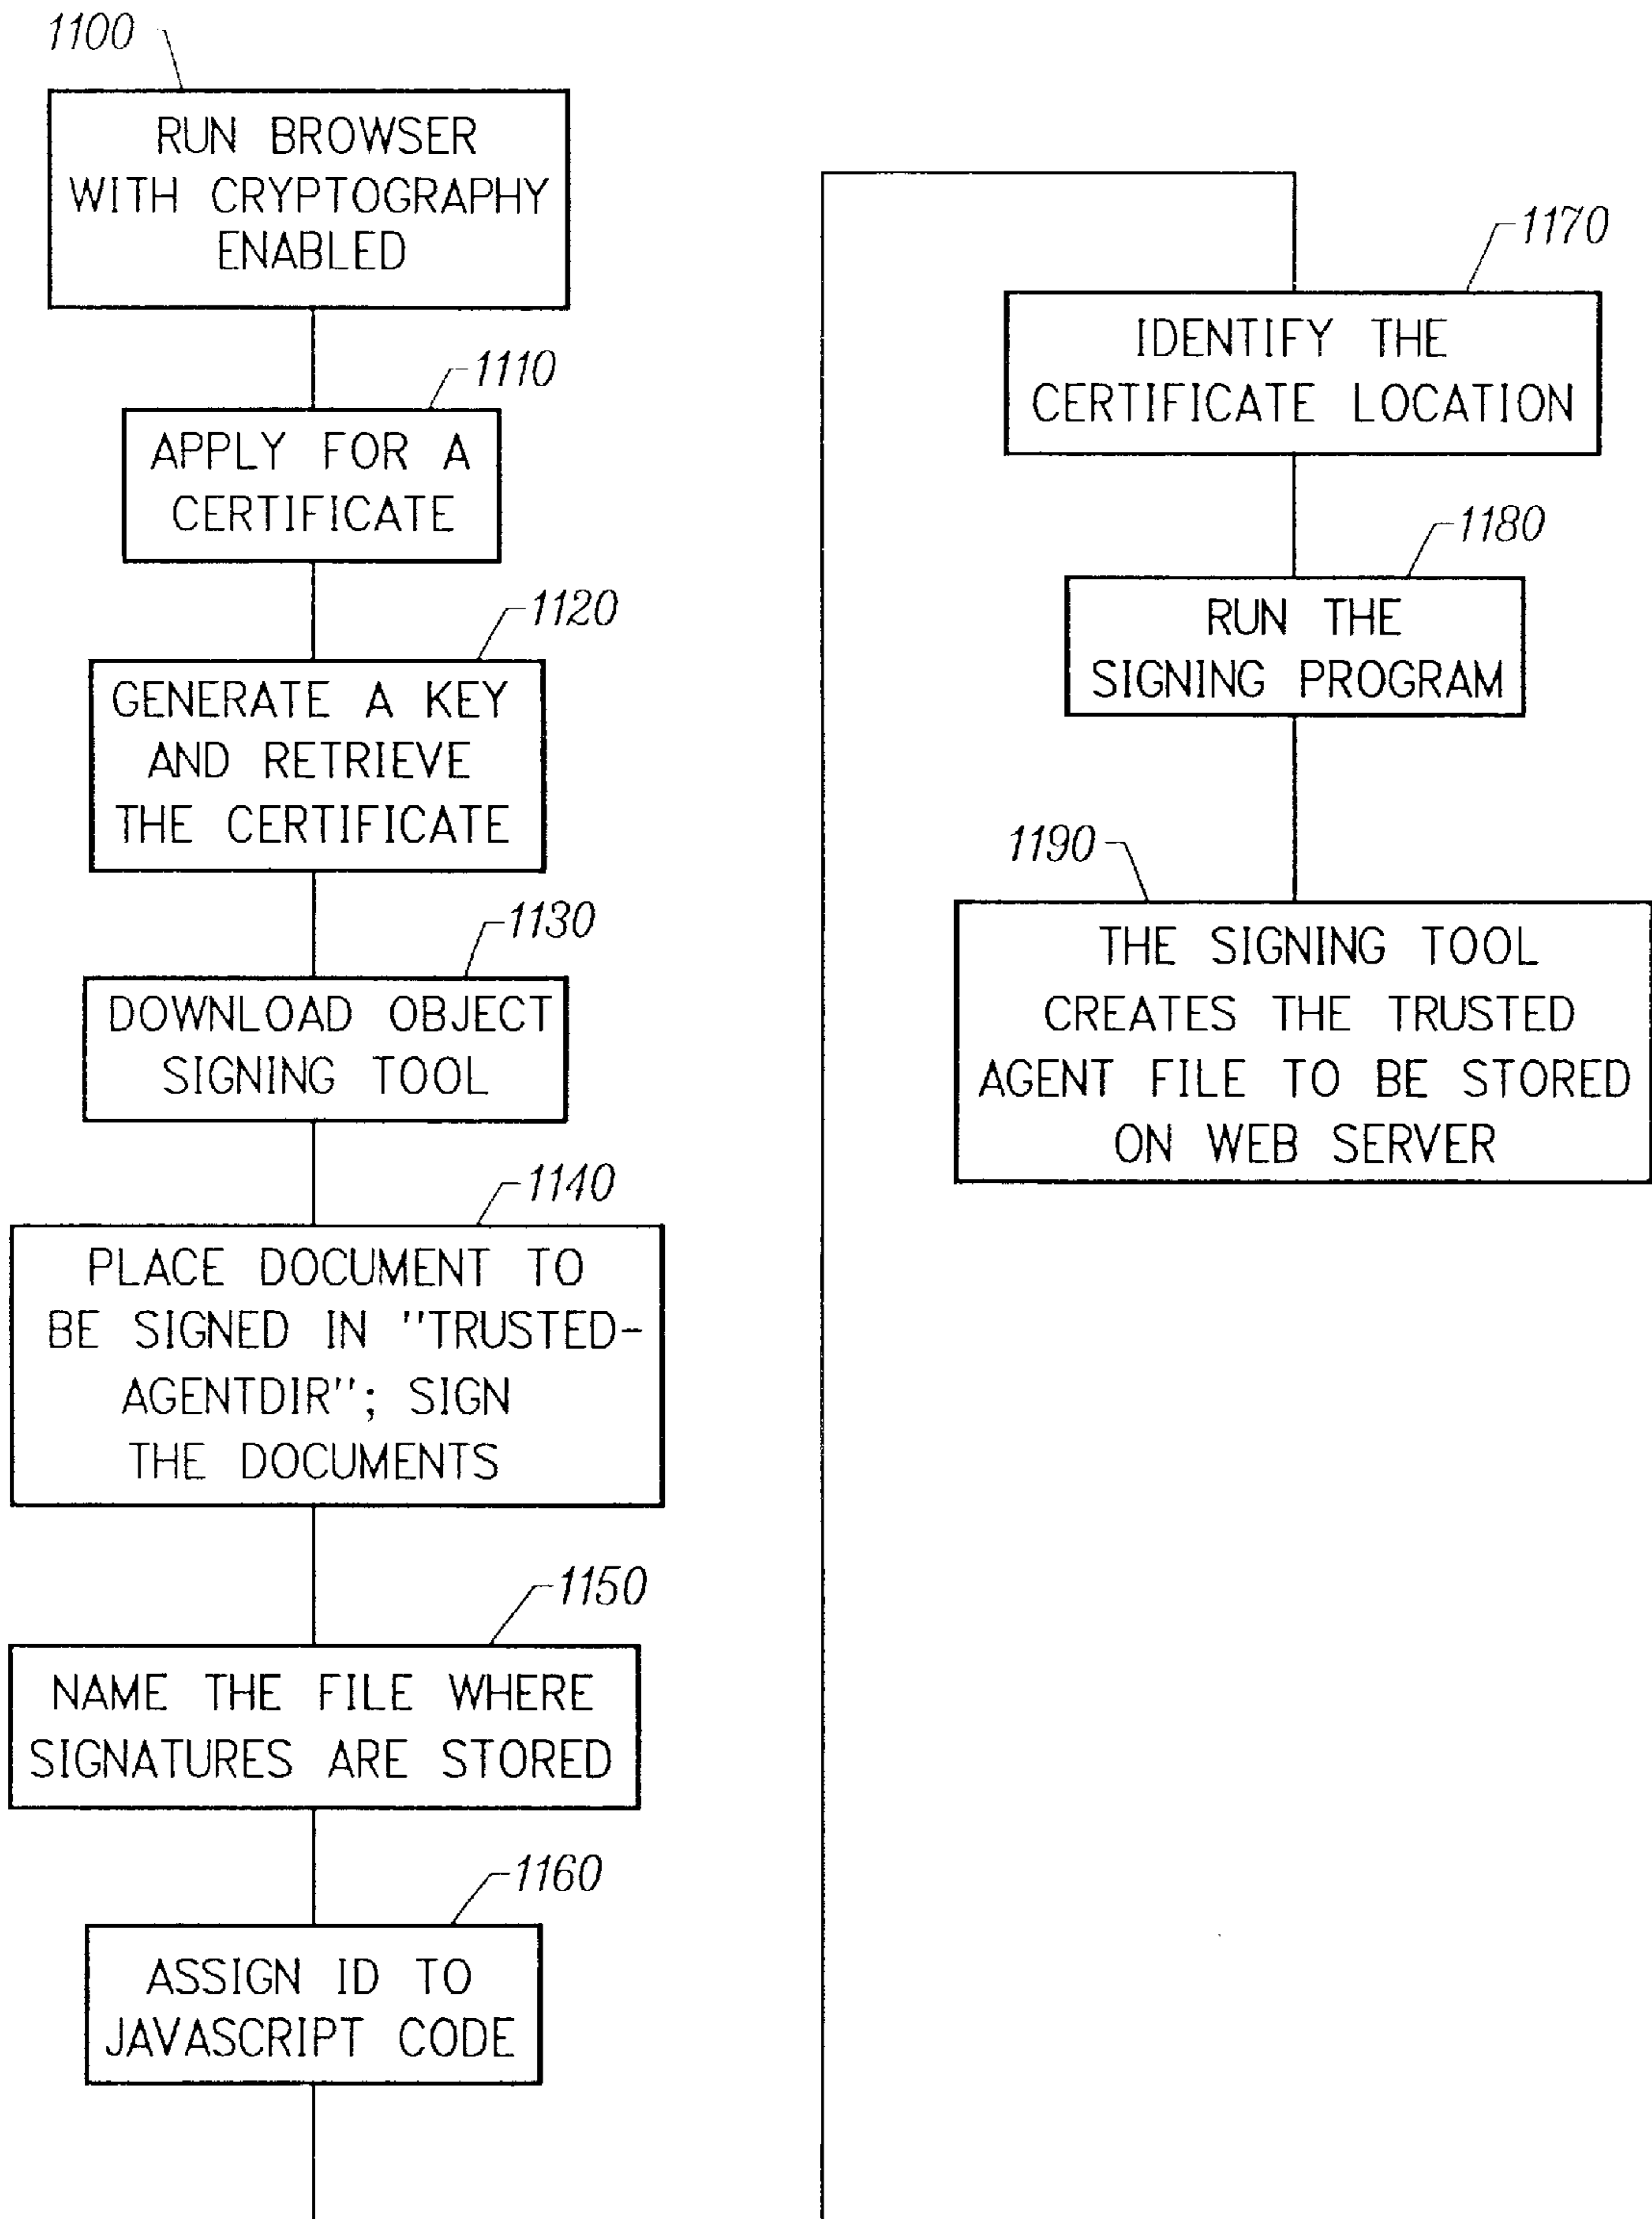 1100
RUN BROWSER
WITH CRYPTOGRAPHY
ENABLED
1110
APPLY FOR A
CERTIFICATE
1120
GENERATE A KEY
AND RETRIEVE
THE CERTIFICATE
1130
DOWNLOAD OBJECT
SIGNING TOOL
1140
PLACE DOCUMENT TO
BE SIGNED IN "TRUSTED-
AGENTDIR"; SIGN
THE DOCUMENTS
1150
NAME THE FILE WHERE
SIGNATURES ARE STORED
1160
ASSIGN ID TO
JAVASCRIPT CODE
1170
IDENTIFY THE
CERTIFICATE LOCATION
1180
RUN THE
SIGNING PROGRAM
1190
THE SIGNING TOOL
CREATES THE TRUSTED
AGENT FILE TO BE STORED
ON WEB SERVER